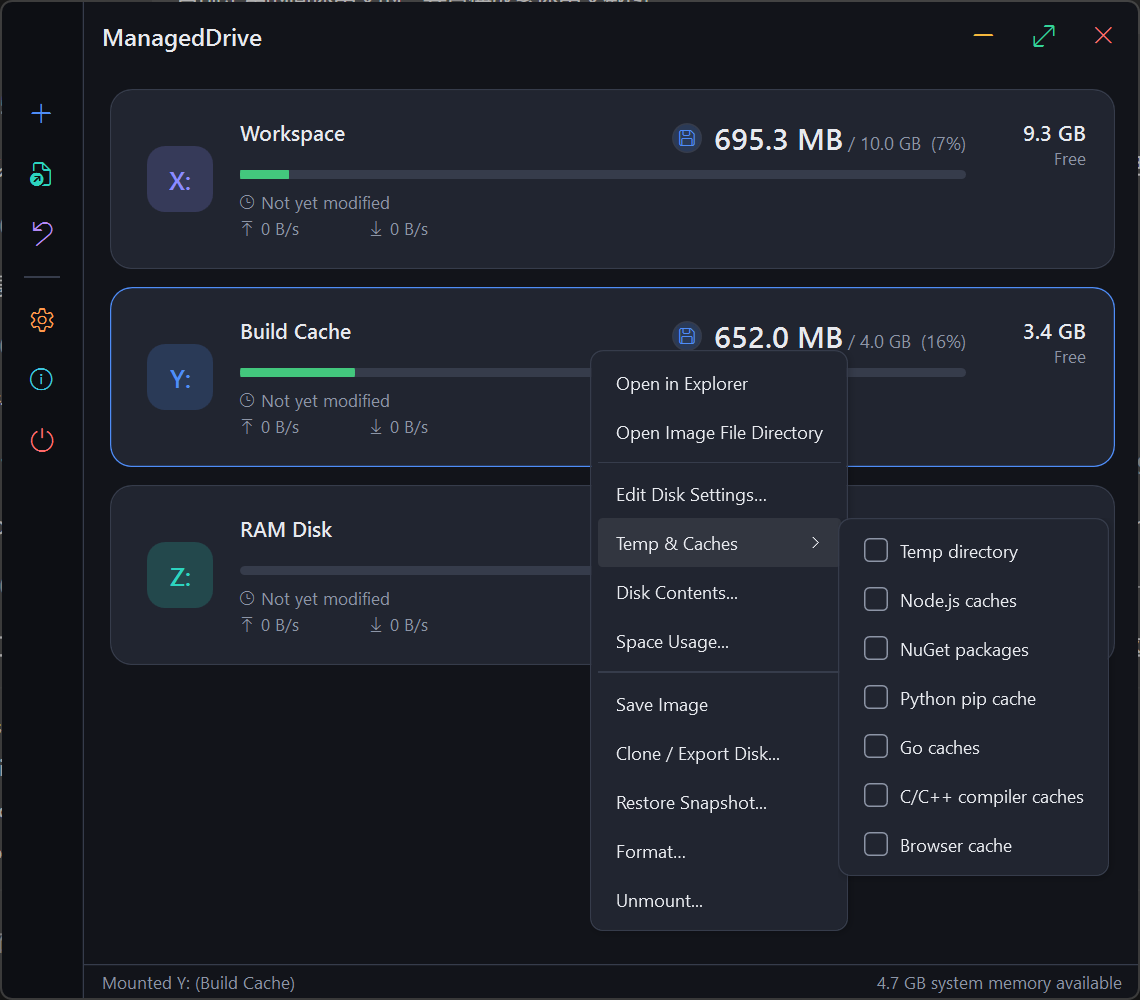 ManagedDrive
X:
Workspace
695.3 MB / 10.0 GB (7%)
9.3 GB
Free
Not yet modified
0 B/s 0 B/s
Y:
Build Cache
652.0 MB / 4.0 GB (16%)
3.4 GB
Free
Not yet modified
0 B/s 0 B/s
Z:
RAM Disk
Not yet modified
0 B/s 0 B/s
Open in Explorer
Open Image File Directory
Edit Disk Settings...
Temp & Caches
Disk Contents...
Space Usage...
Save Image
Clone / Export Disk...
Restore Snapshot...
Format...
Unmount...
Temp directory
Node.js caches
NuGet packages
Python pip cache
Go caches
C/C++ compiler caches
Browser cache
Mounted Y: (Build Cache)
4.7 GB system memory available